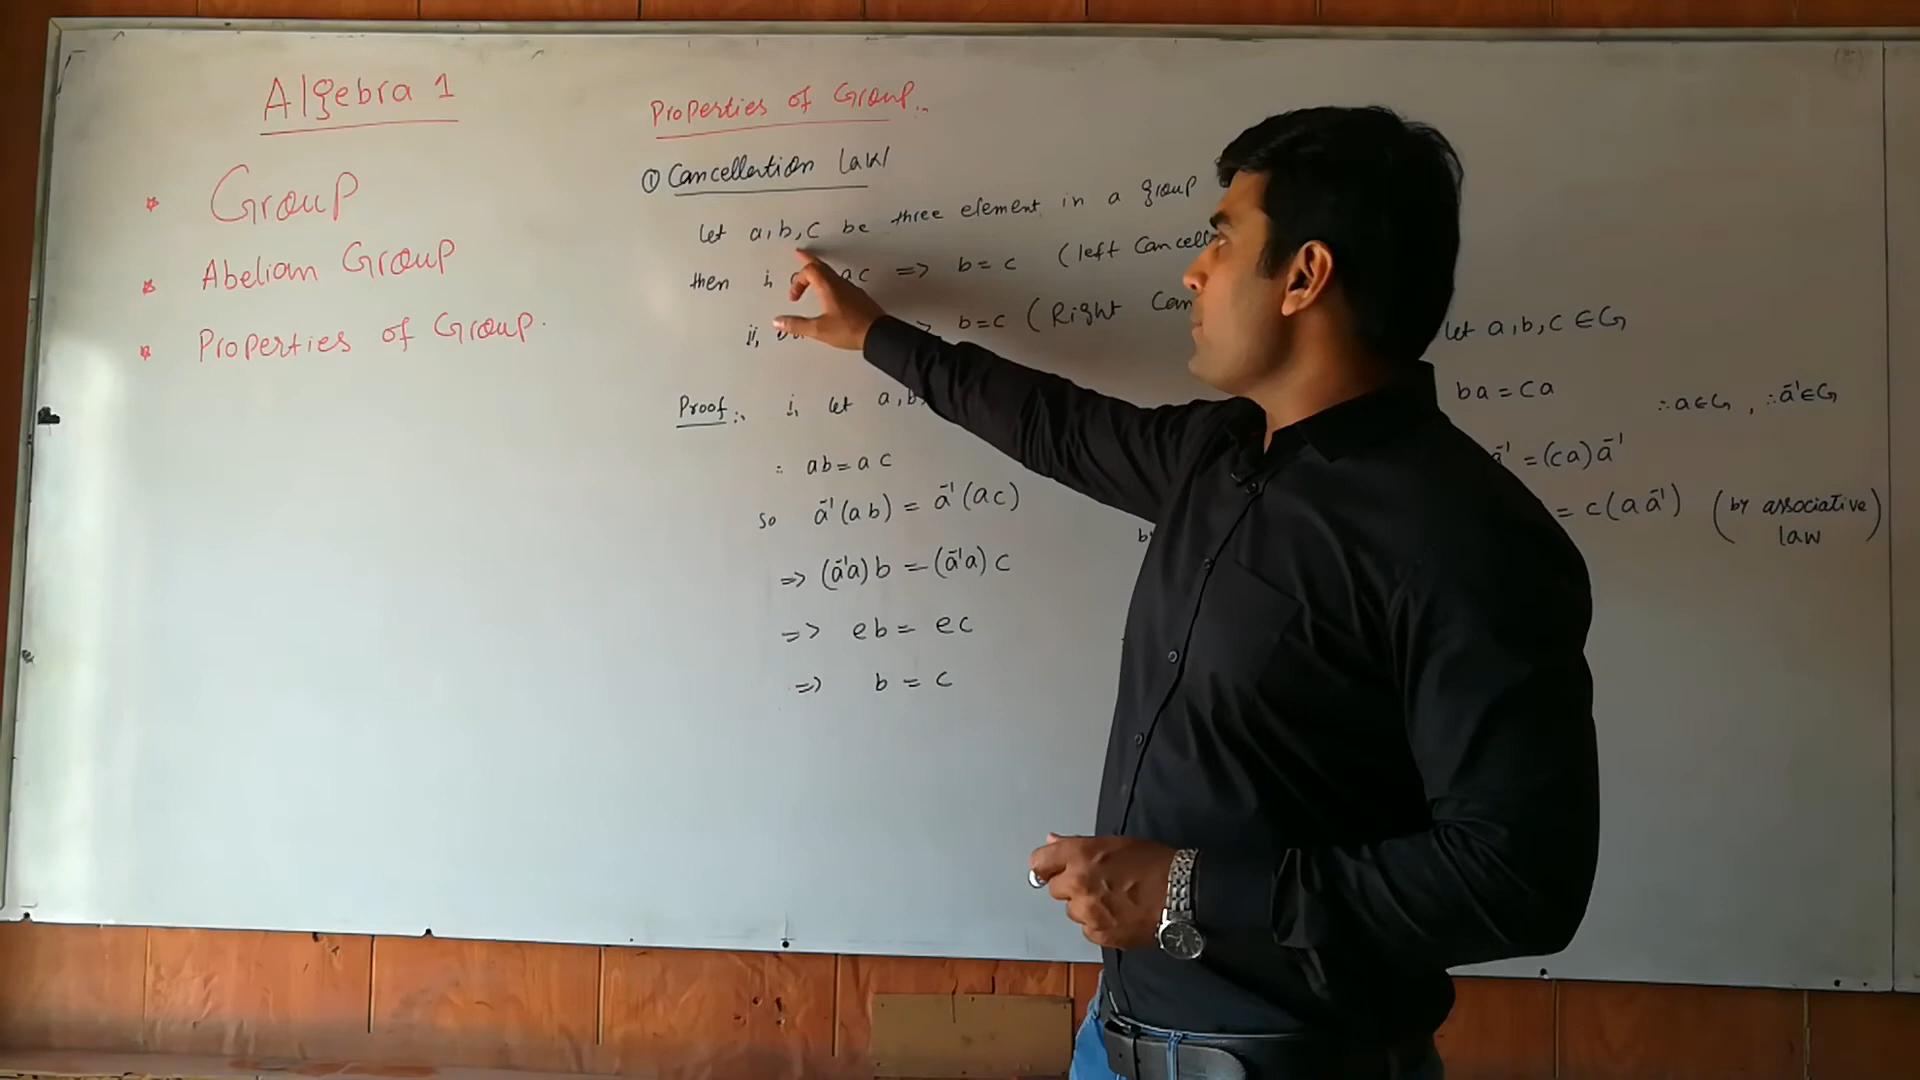 Algebra 1
* Group
* Abelian Group
* Properties of Group.
Properties of Group..
① Cancellation law
Let a,b,c be three element in a group
then i, ac => b = c (left Cancell
ii, b=c (Right Can
Proof:. i, let a,b,
∴ ab = ac
so a⁻¹(ab) = a⁻¹(ac)
=> (a⁻¹a)b = (a⁻¹a)c
=> eb = ec
=> b = c
let a,b,c ∈ G
ba = ca ∴ a∈G, ∴ a⁻¹∈G
a⁻¹ = (ca)a⁻¹
= c(aa⁻¹) (by associative law)